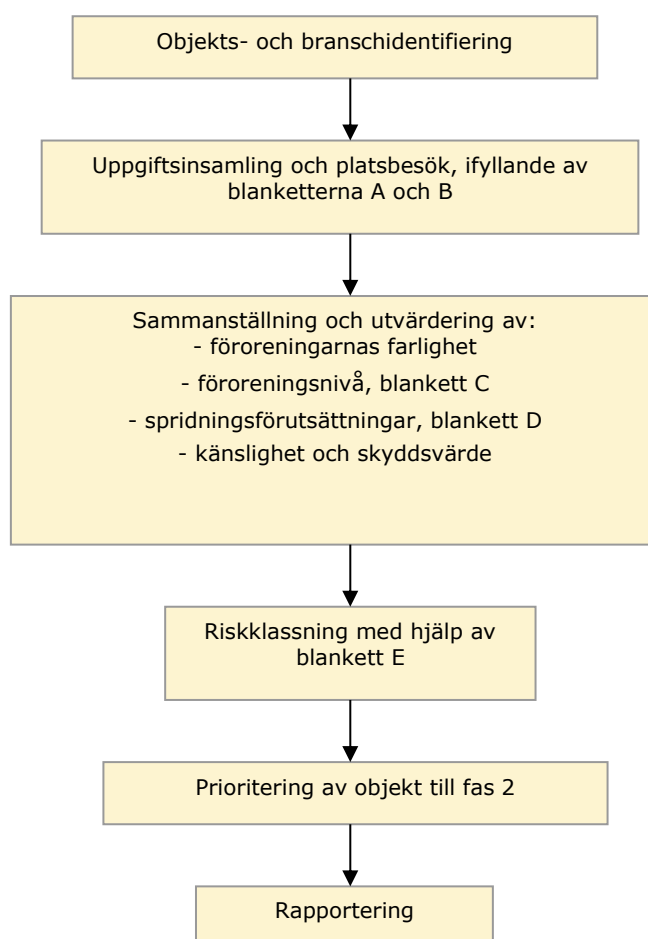 Objekts- och branschidentifiering
Uppgiftsinsamling och platsbesök, ifyllande av
blanketterna A och B
Sammanställning och utvärdering av:
- föroreningarnas farlighet
- föroreningsnivå, blankett C
- spridningsförutsättningar, blankett D
- känslighet och skyddsvärde
Riskklassning med hjälp av
blankett E
Prioritering av objekt till fas 2
Rapportering